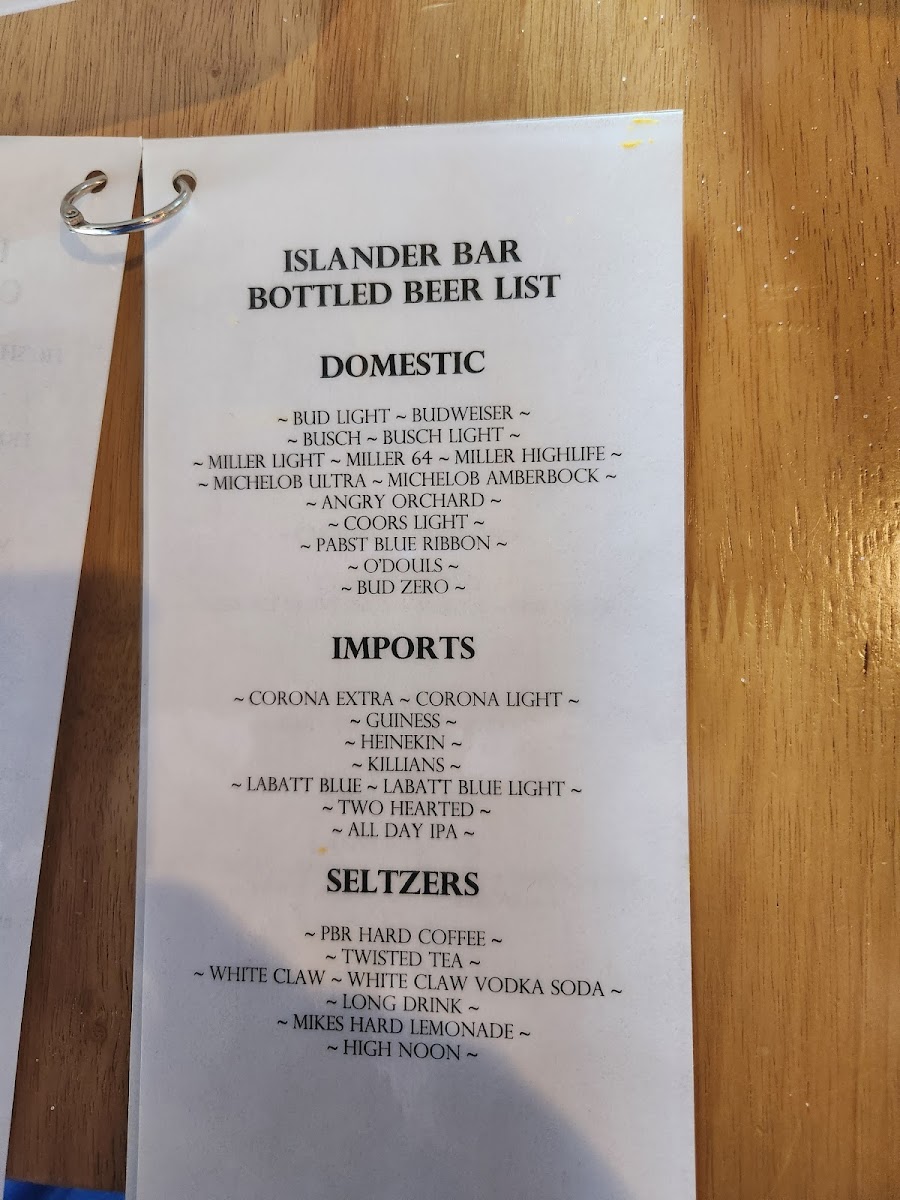 ISLANDER BAR
BOTTLED BEER LIST
DOMESTIC
~ BUD LIGHT ~ BUDWEISER ~
~ BUSCH ~ BUSCH LIGHT ~
~ MILLER LIGHT ~ MILLER 64 ~ MILLER HIGHLIFE ~
~ MICHELOB ULTRA ~ MICHELOB AMBERBOCK ~
~ ANGRY ORCHARD ~
~ COORS LIGHT ~
~ PABST BLUE RIBBON ~
~ O'DOULS ~
~ BUD ZERO ~
IMPORTS
~ CORONA EXTRA ~ CORONA LIGHT ~
~ GUINESS ~
~ HEINEKIN ~
~ KILLIANS ~
~ LABATT BLUE ~ LABATT BLUE LIGHT ~
~ TWO HEARTED ~
~ ALL DAY IPA ~
SELTZERS
~ PBR HARD COFFEE ~
~ TWISTED TEA ~
~ WHITE CLAW ~ WHITE CLAW VODKA SODA ~
~ LONG DRINK ~
~ MIKES HARD LEMONADE ~
~ HIGH NOON ~